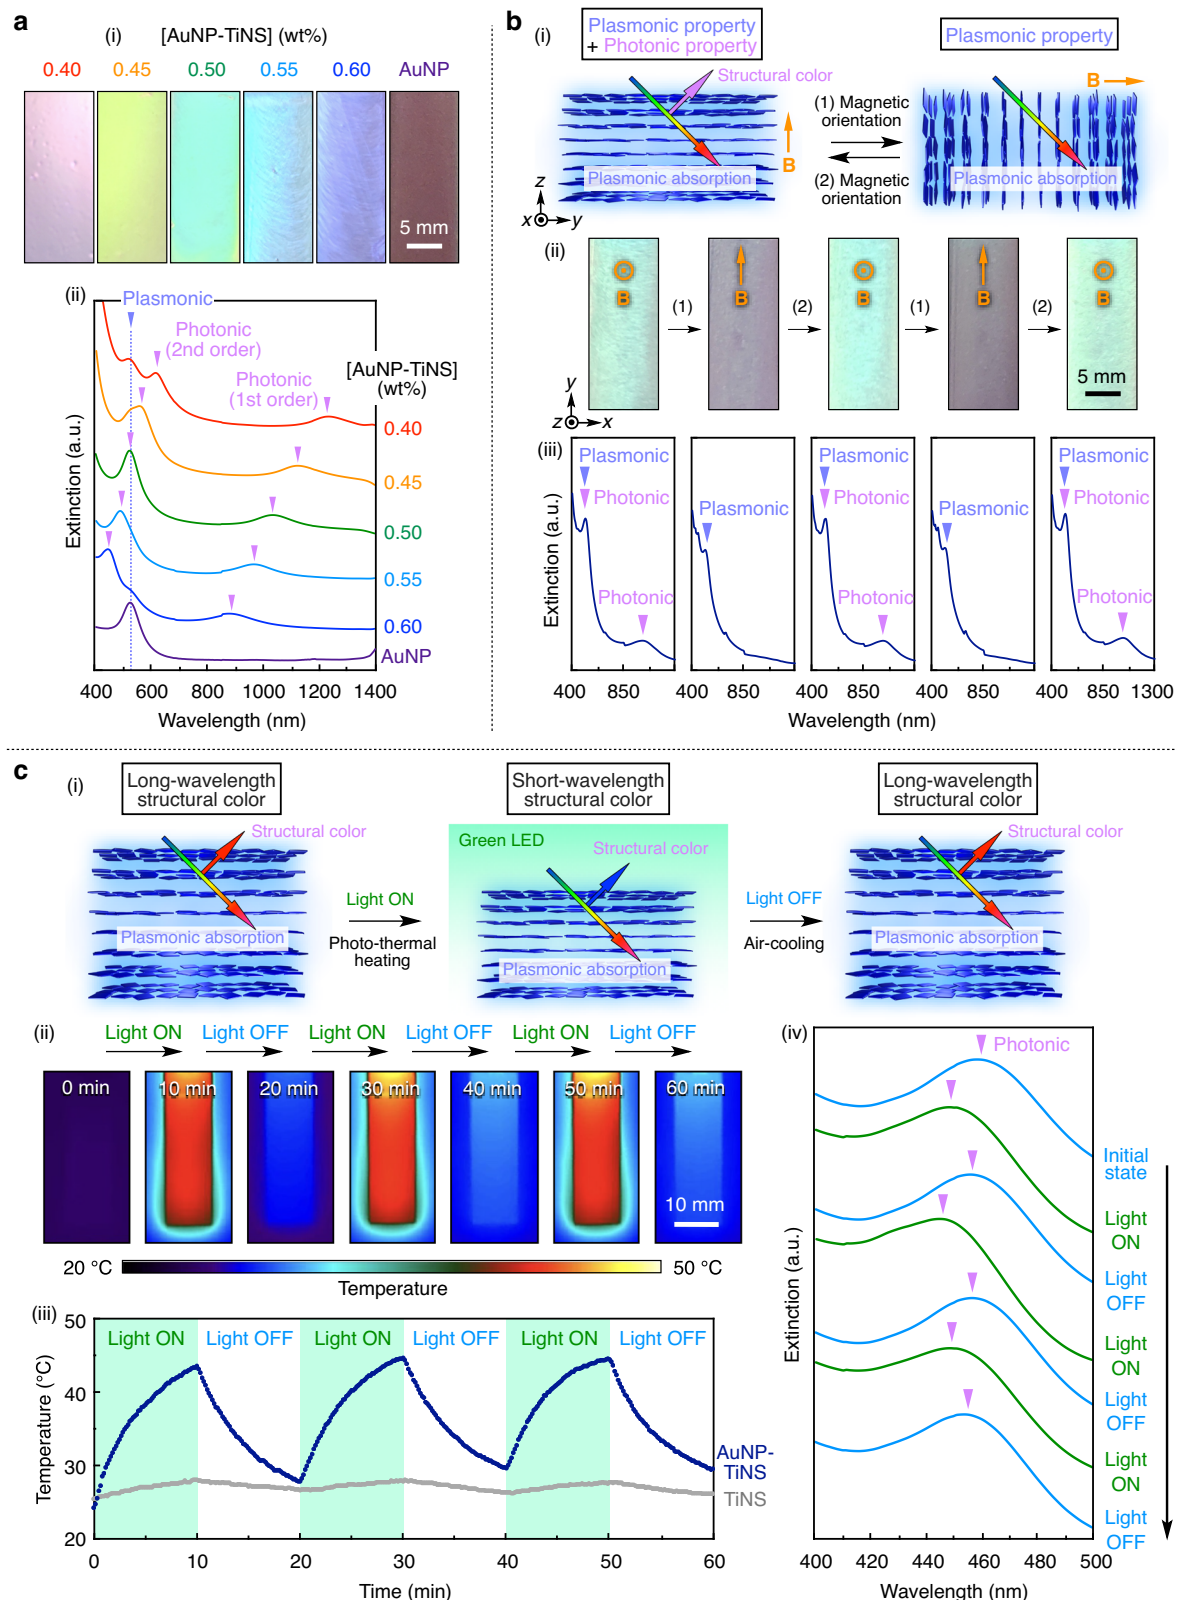 a
(i) [AuNP-TiNS] (wt%)
0.40 0.45 0.50 0.55 0.60 AuNP
5 mm
(ii)
Plasmonic
Photonic
(2nd order)
Photonic
(1st order)
[AuNP-TiNS]
(wt%)
0.40
0.45
0.50
0.55
0.60
AuNP
Extinction (a.u.)
400 600 800 1000 1200 1400
Wavelength (nm)
b
(i)
Plasmonic property
+ Photonic property
Structural color
Plasmonic absorption
B
z
x y
(1) Magnetic
orientation
(2) Magnetic
orientation
Plasmonic property
B
Plasmonic absorption
(ii)
B (1) B (2) B (1) B (2) B
5 mm
y
z x
(iii)
Extinction (a.u.)
Plasmonic
Photonic
Photonic
Plasmonic
Plasmonic
Photonic
Photonic
Plasmonic
Plasmonic
Photonic
Photonic
400 850 400 850 400 850 400 850 400 850 1300
Wavelength (nm)
c
(i)
Long-wavelength
structural color
Structural color
Plasmonic absorption
Light ON
Photo-thermal
heating
Short-wavelength
structural color
Green LED
Structural color
Plasmonic absorption
Light OFF
Air-cooling
Long-wavelength
structural color
Structural color
Plasmonic absorption
(ii)
Light ON Light OFF Light ON Light OFF Light ON Light OFF
0 min 10 min 20 min 30 min 40 min 50 min 60 min
10 mm
20 °C 50 °C
Temperature
(iii)
Light ON Light OFF Light ON Light OFF Light ON Light OFF
Temperature (°C)
50
40
30
20
AuNP-
TiNS
TiNS
0 10 20 30 40 50 60
Time (min)
(iv)
Photonic
Extinction (a.u.)
Initial
state
Light
ON
Light
OFF
Light
ON
Light
OFF
Light
ON
Light
OFF
400 420 440 460 480 500
Wavelength (nm)